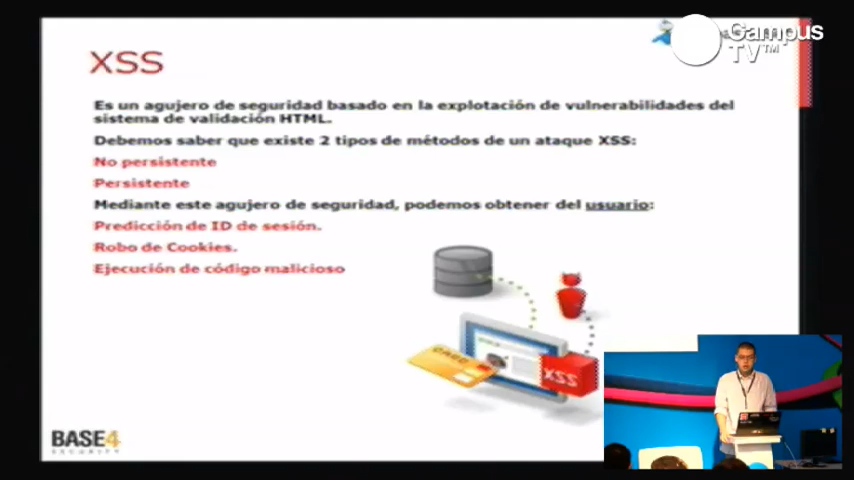 Campus
TV™
XSS
Es un agujero de seguridad basado en la explotación de vulnerabilidades del
sistema de validación HTML.
Debemos saber que existe 2 tipos de métodos de un ataque XSS:
No persistente
Persistente
Mediante este agujero de seguridad, podemos obtener del usuario:
Predicción de ID de sesión.
Robo de Cookies.
Ejecución de código malicioso
CARD
XSS
BASE4
SECURITY